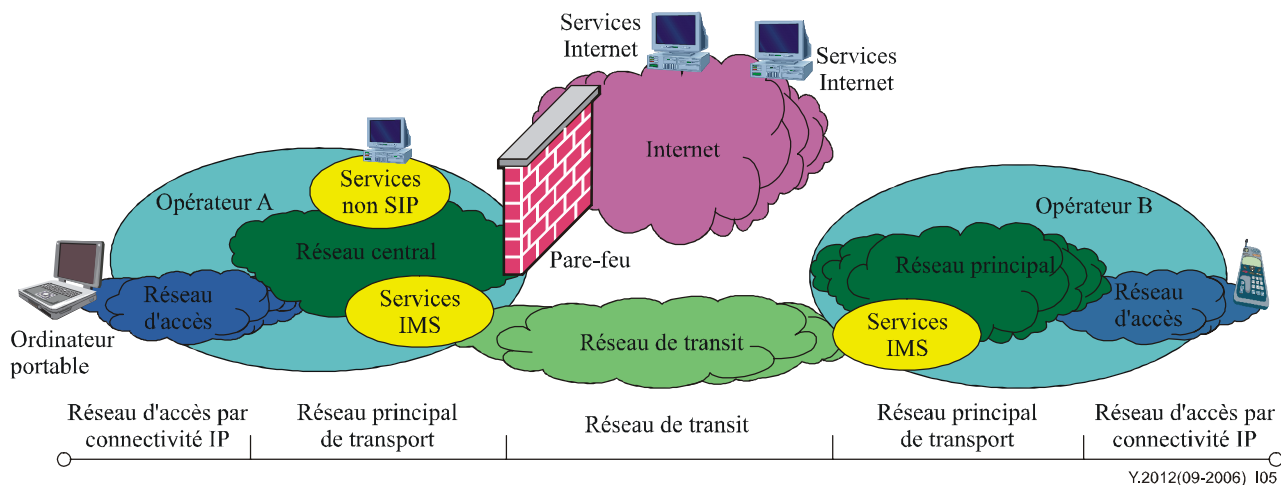 Services
Internet
Services
Internet
Internet
Services
non SIP
Opérateur A
Opérateur B
Réseau central
Pare-feu
Réseau principal
Réseau
d'accès
Services
IMS
Réseau de transit
Services
IMS
Réseau
d'accès
Ordinateur
portable
Réseau d'accès par
connectivité IP
Réseau principal
de transport
Réseau de transit
Réseau principal
de transport
Réseau d'accès par
connectivité IP
Y.2012(09-2006)_I05